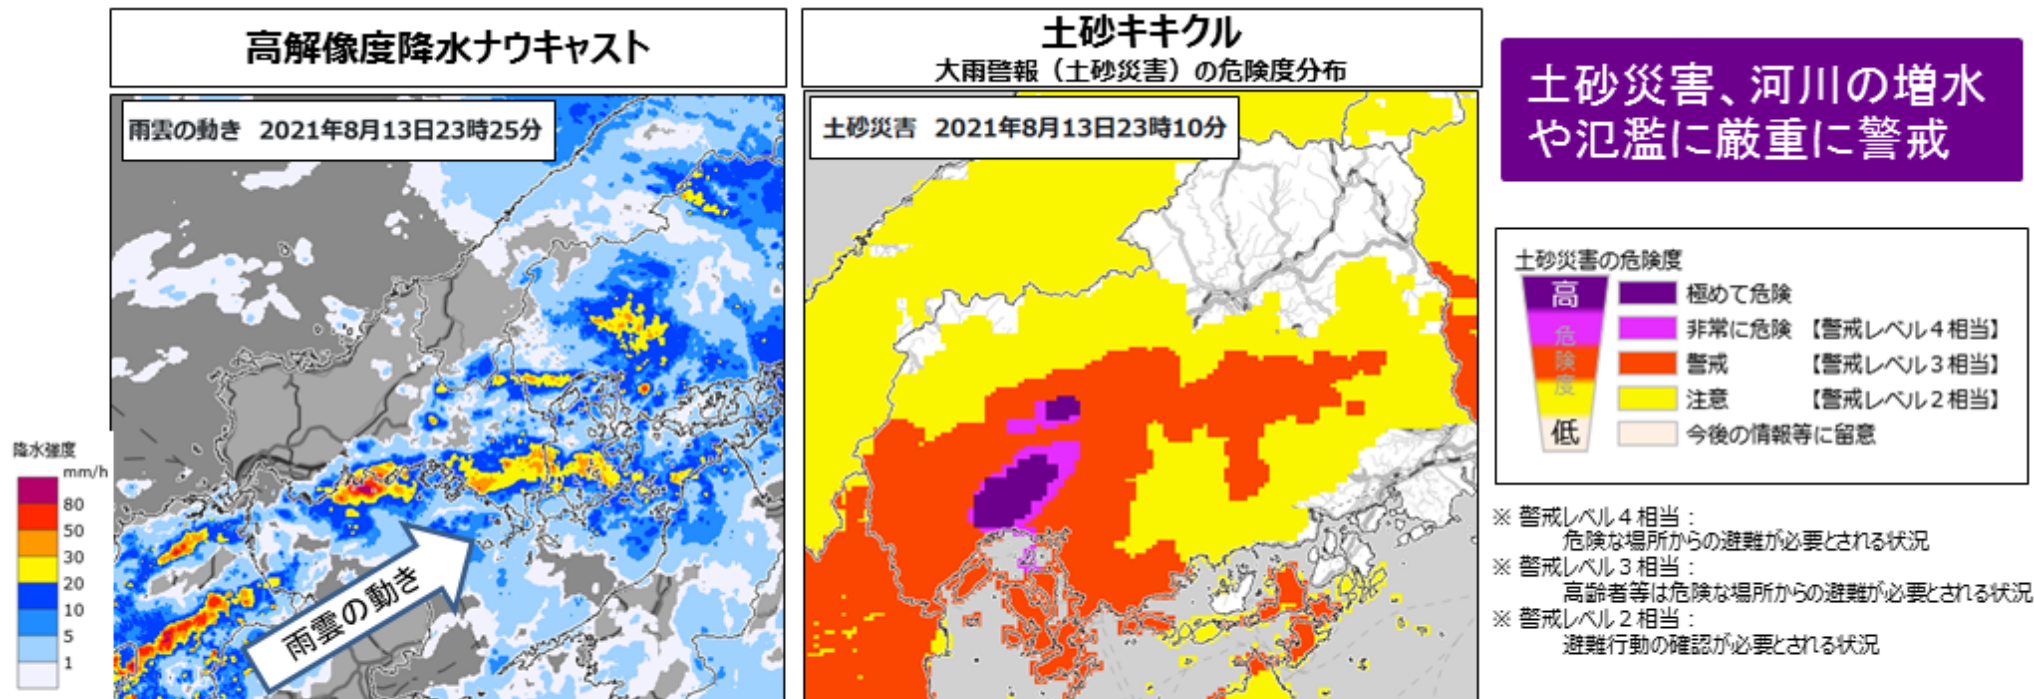 高解像度降水ナウキャスト
雨雲の動き 2021年8月13日23時25分
降水強度
mm/h
80
50
30
20
10
5
1
雨雲の動き
土砂キキクル
大雨警報（土砂災害）の危険度分布
土砂災害 2021年8月13日23時10分
土砂災害、河川の増水
や氾濫に厳重に警戒
土砂災害の危険度
高
危険度
低
極めて危険
非常に危険 【警戒レベル４相当】
警戒 【警戒レベル３相当】
注意 【警戒レベル２相当】
今後の情報等に留意
※ 警戒レベル４相当：
危険な場所からの避難が必要とされる状況
※ 警戒レベル３相当：
高齢者等は危険な場所からの避難が必要とされる状況
※ 警戒レベル２相当：
避難行動の確認が必要とされる状況